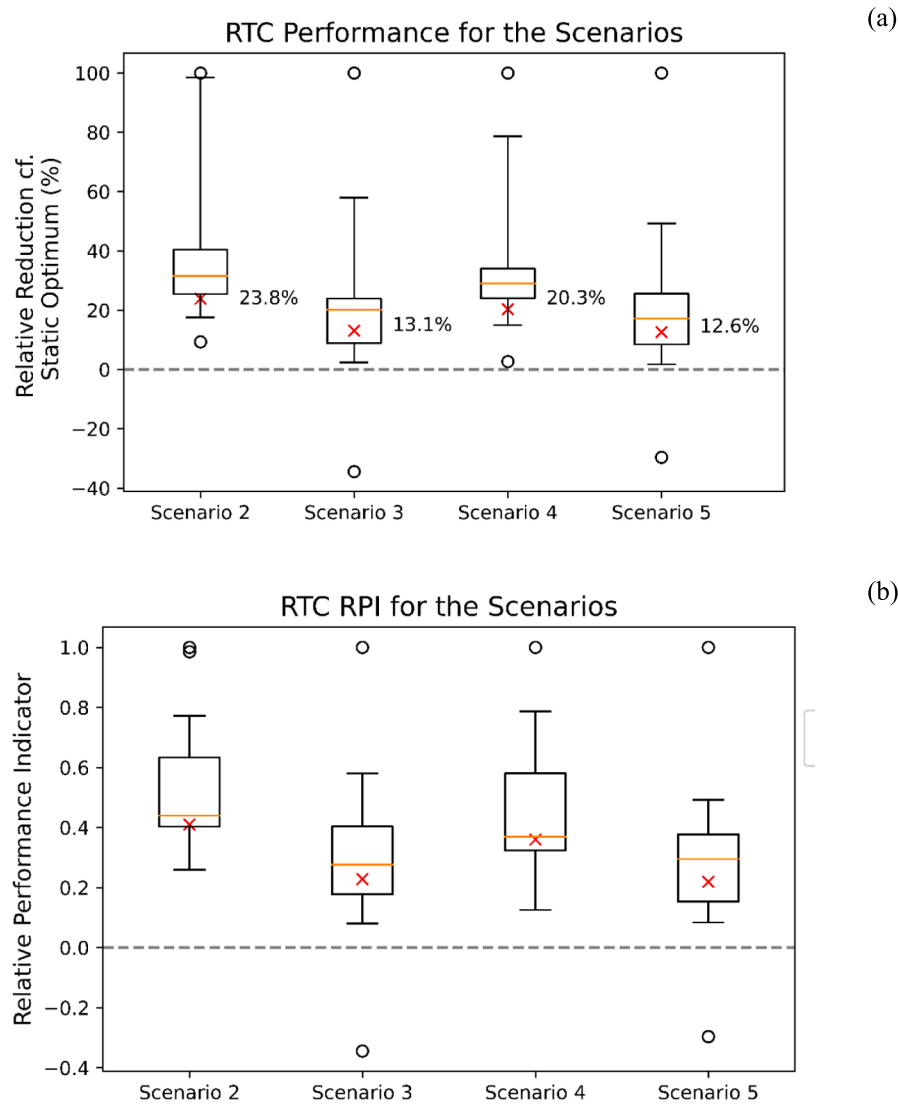 (a)
RTC Performance for the Scenarios
Relative Reduction cf.
Static Optimum (%)
100
80
60
40
20
0
−20
−40
23.8%
13.1%
20.3%
12.6%
Scenario 2 Scenario 3 Scenario 4 Scenario 5
(b)
RTC RPI for the Scenarios
Relative Performance Indicator
1.0
0.8
0.6
0.4
0.2
0.0
−0.2
−0.4
Scenario 2 Scenario 3 Scenario 4 Scenario 5